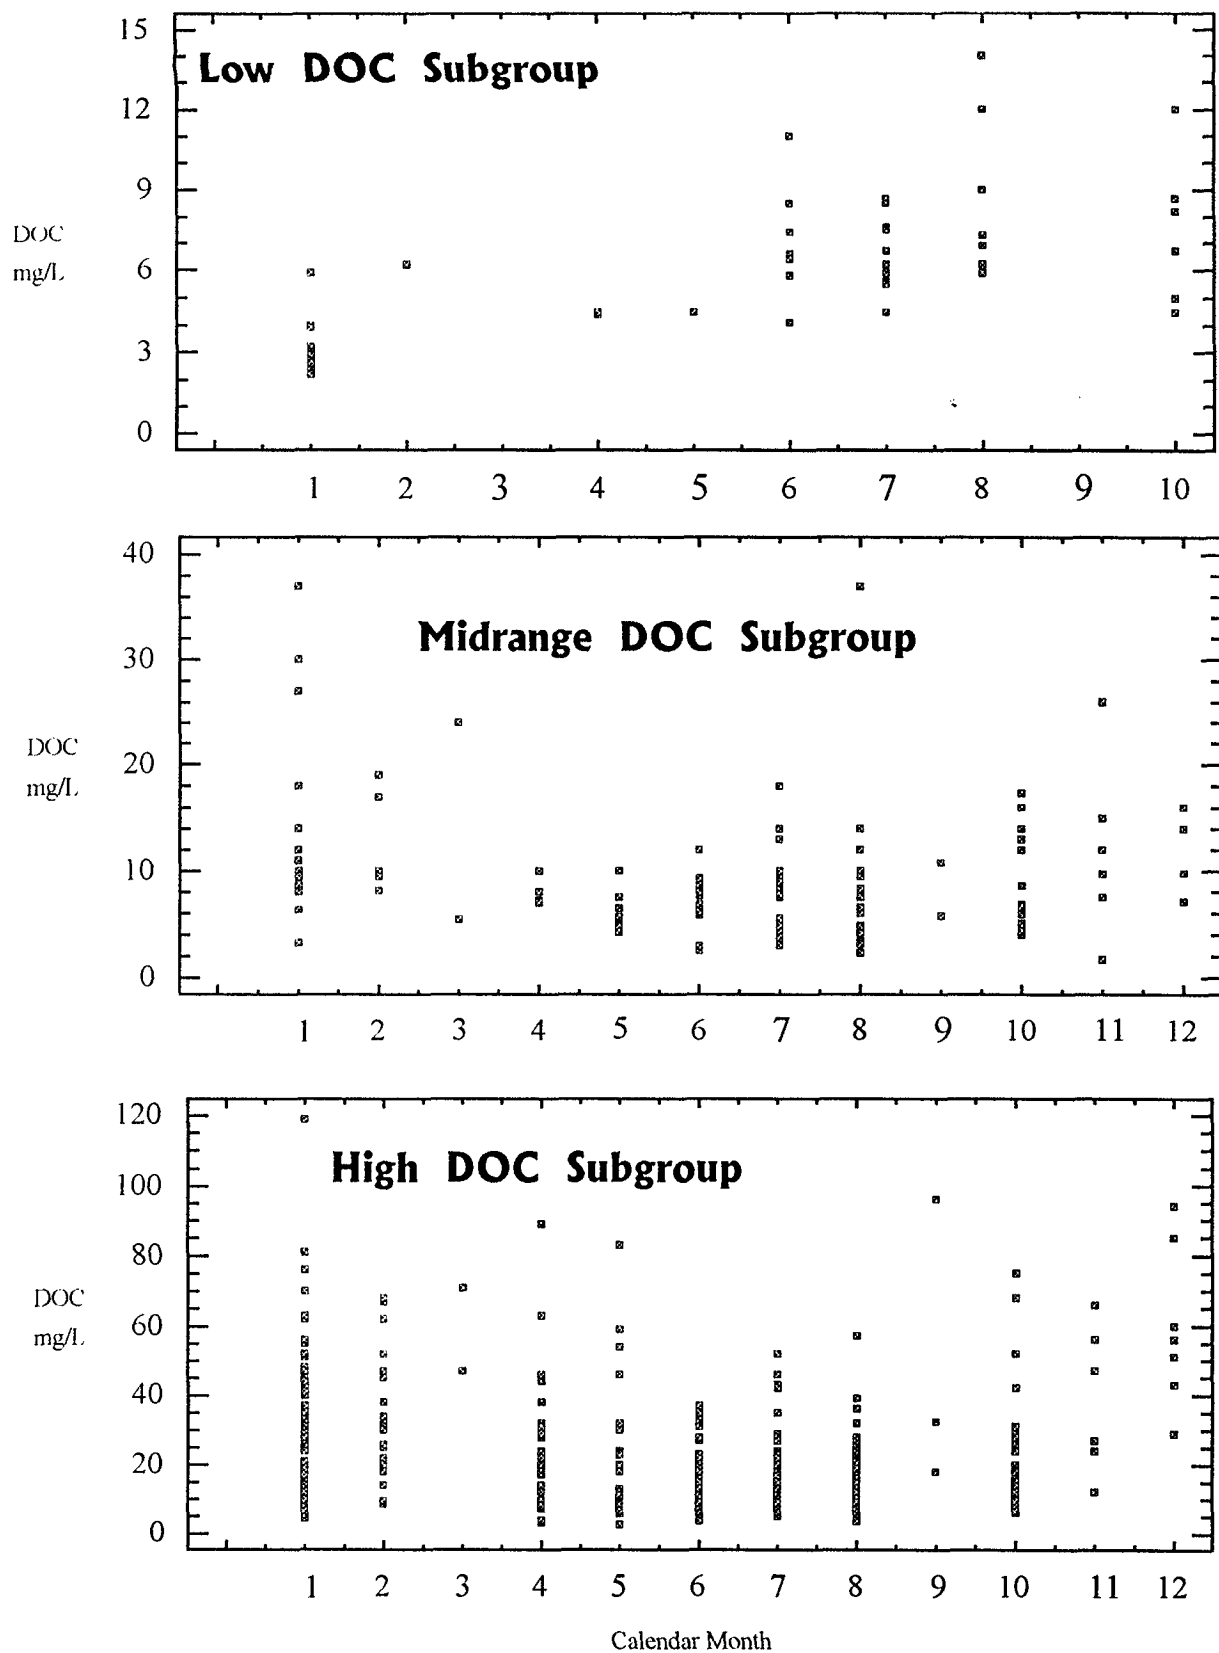 15
Low DOC Subgroup
12
9
DOC
mg/L
6
3
0
1 2 3 4 5 6 7 8 9 10
40
Midrange DOC Subgroup
30
DOC
mg/L
20
10
0
1 2 3 4 5 6 7 8 9 10 11 12
120
High DOC Subgroup
100
80
DOC
mg/L
60
40
20
0
1 2 3 4 5 6 7 8 9 10 11 12
Calendar Month